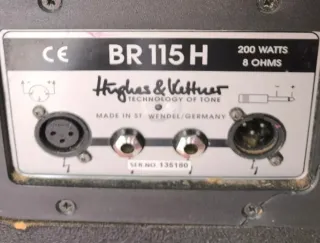 CE BR 115 H 200 WATTS
8 OHMS
Hughes & Kettner
TECHNOLOGY OF TONE
MADE IN ST. WENDEL/GERMANY
SER.NO. 135180